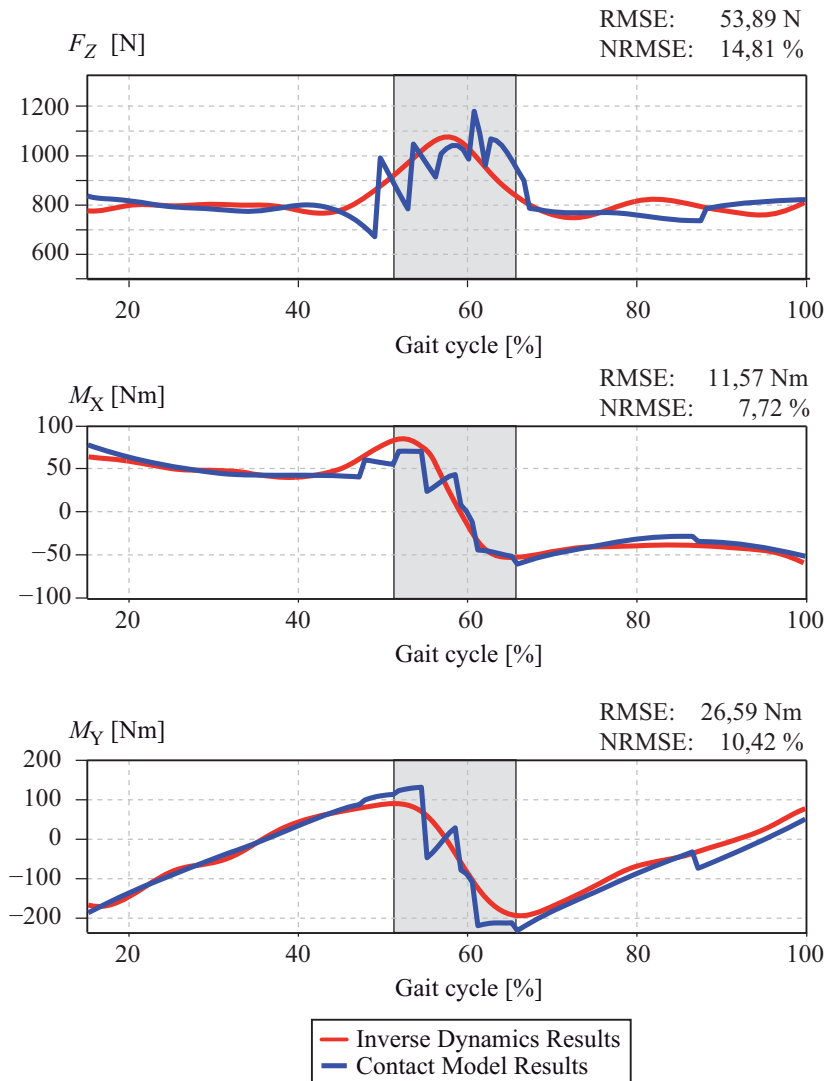 RMSE: 53,89 N
F_Z [N] NRMSE: 14,81 %
1200
1000
800
600
20 40 60 80 100
Gait cycle [%]
RMSE: 11,57 Nm
M_X [Nm] NRMSE: 7,72 %
100
50
0
−50
−100
20 40 60 80 100
Gait cycle [%]
RMSE: 26,59 Nm
M_Y [Nm] NRMSE: 10,42 %
200
100
0
−100
−200
20 40 60 80 100
Gait cycle [%]
Inverse Dynamics Results
Contact Model Results